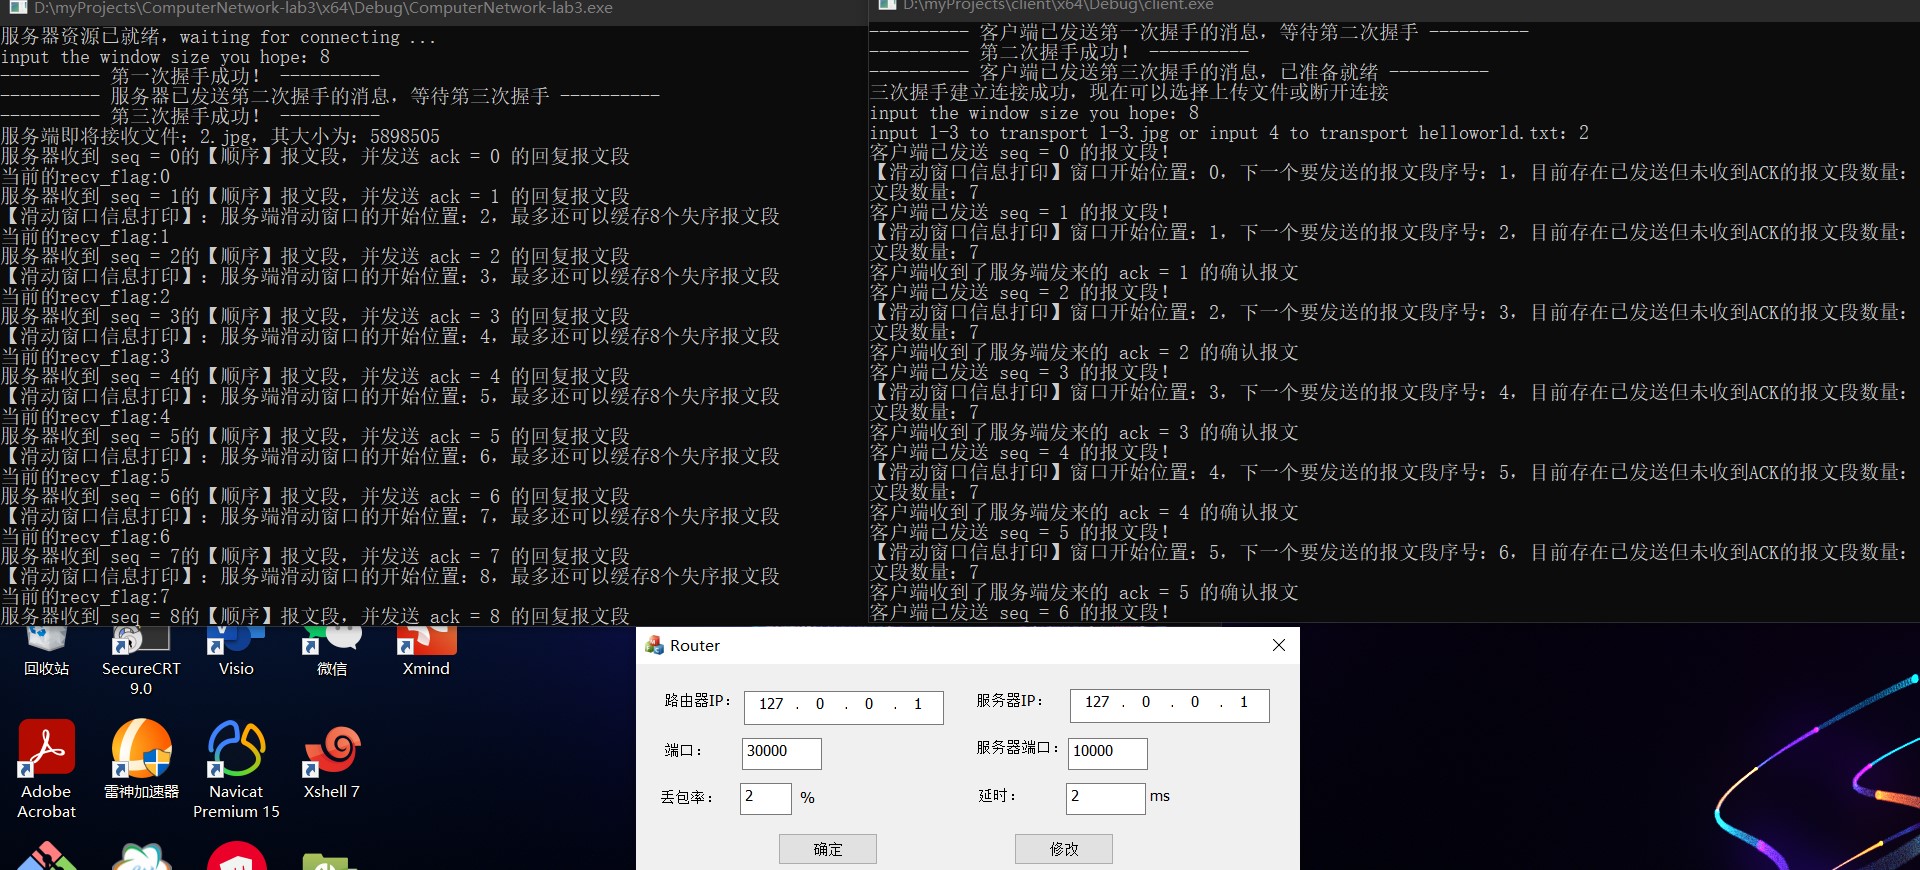 D:\myProjects\ComputerNetwork-lab3\x64\Debug\ComputerNetwork-lab3.exe
服务器资源已就绪，waiting for connecting ...
input the window size you hope：8
---------- 第一次握手成功！ ----------
---------- 服务器已发送第二次握手的消息，等待第三次握手 ----------
---------- 第三次握手成功！ ----------
服务端即将接收文件：2.jpg，其大小为：5898505
服务器收到 seq = 0的【顺序】报文段，并发送 ack = 0 的回复报文段
当前的recv_flag:0
服务器收到 seq = 1的【顺序】报文段，并发送 ack = 1 的回复报文段
【滑动窗口信息打印】：服务端滑动窗口的开始位置：2，最多还可以缓存8个失序报文段
当前的recv_flag:1
服务器收到 seq = 2的【顺序】报文段，并发送 ack = 2 的回复报文段
【滑动窗口信息打印】：服务端滑动窗口的开始位置：3，最多还可以缓存8个失序报文段
当前的recv_flag:2
服务器收到 seq = 3的【顺序】报文段，并发送 ack = 3 的回复报文段
【滑动窗口信息打印】：服务端滑动窗口的开始位置：4，最多还可以缓存8个失序报文段
当前的recv_flag:3
服务器收到 seq = 4的【顺序】报文段，并发送 ack = 4 的回复报文段
【滑动窗口信息打印】：服务端滑动窗口的开始位置：5，最多还可以缓存8个失序报文段
当前的recv_flag:4
服务器收到 seq = 5的【顺序】报文段，并发送 ack = 5 的回复报文段
【滑动窗口信息打印】：服务端滑动窗口的开始位置：6，最多还可以缓存8个失序报文段
当前的recv_flag:5
服务器收到 seq = 6的【顺序】报文段，并发送 ack = 6 的回复报文段
【滑动窗口信息打印】：服务端滑动窗口的开始位置：7，最多还可以缓存8个失序报文段
当前的recv_flag:6
服务器收到 seq = 7的【顺序】报文段，并发送 ack = 7 的回复报文段
【滑动窗口信息打印】：服务端滑动窗口的开始位置：8，最多还可以缓存8个失序报文段
当前的recv_flag:7
服务器收到 seq = 8的【顺序】报文段，并发送 ack = 8 的回复报文段
D:\myProjects\client\x64\Debug\client.exe
---------- 客户端已发送第一次握手的消息，等待第二次握手 ----------
---------- 第二次握手成功！ ----------
---------- 客户端已发送第三次握手的消息，已准备就绪 ----------
三次握手建立连接成功，现在可以选择上传文件或断开连接
input the window size you hope：8
input 1-3 to transport 1-3.jpg or input 4 to transport helloworld.txt：2
客户端已发送 seq = 0 的报文段！
【滑动窗口信息打印】窗口开始位置：0，下一个要发送的报文段序号：1，目前存在已发送但未收到ACK的报文段数量：
文段数量：7
客户端已发送 seq = 1 的报文段！
【滑动窗口信息打印】窗口开始位置：1，下一个要发送的报文段序号：2，目前存在已发送但未收到ACK的报文段数量：
文段数量：7
客户端收到了服务端发来的 ack = 1 的确认报文
客户端已发送 seq = 2 的报文段！
【滑动窗口信息打印】窗口开始位置：2，下一个要发送的报文段序号：3，目前存在已发送但未收到ACK的报文段数量：
文段数量：7
客户端收到了服务端发来的 ack = 2 的确认报文
客户端已发送 seq = 3 的报文段！
【滑动窗口信息打印】窗口开始位置：3，下一个要发送的报文段序号：4，目前存在已发送但未收到ACK的报文段数量：
文段数量：7
客户端收到了服务端发来的 ack = 3 的确认报文
客户端已发送 seq = 4 的报文段！
【滑动窗口信息打印】窗口开始位置：4，下一个要发送的报文段序号：5，目前存在已发送但未收到ACK的报文段数量：
文段数量：7
客户端收到了服务端发来的 ack = 4 的确认报文
客户端已发送 seq = 5 的报文段！
【滑动窗口信息打印】窗口开始位置：5，下一个要发送的报文段序号：6，目前存在已发送但未收到ACK的报文段数量：
文段数量：7
客户端收到了服务端发来的 ack = 5 的确认报文
客户端已发送 seq = 6 的报文段！
回收站
SecureCRT 9.0
Visio
微信
Xmind
Adobe Acrobat
雷神加速器
Navicat Premium 15
Xshell 7
Router
路由器IP： 127 . 0 . 0 . 1
服务器IP： 127 . 0 . 0 . 1
端口： 30000
服务器端口： 10000
丢包率： 2 %
延时： 2 ms
确定
修改